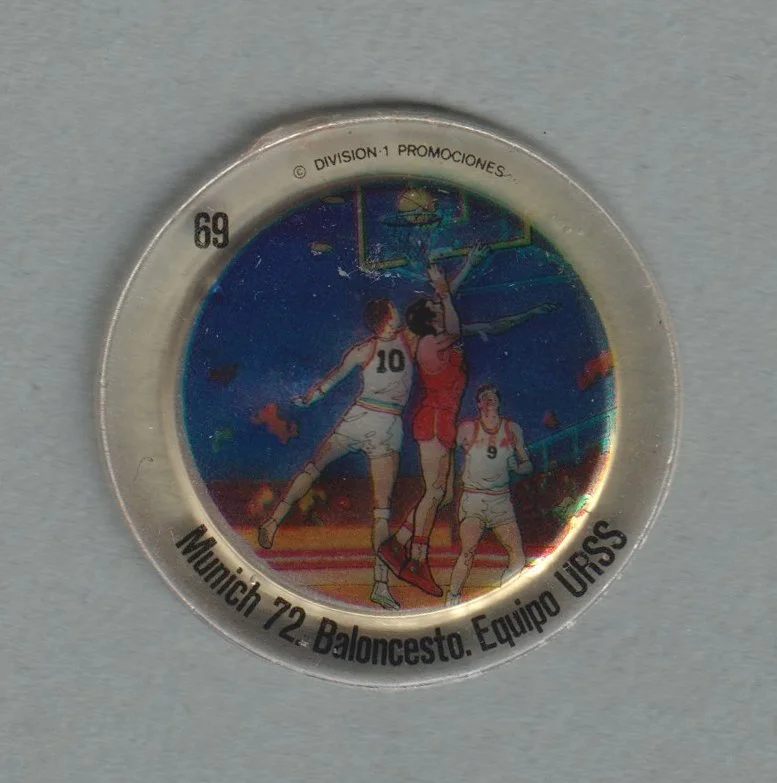 © DIVISION·1 PROMOCIONES
69
10
9
Munich 72. Baloncesto. Equipo URSS